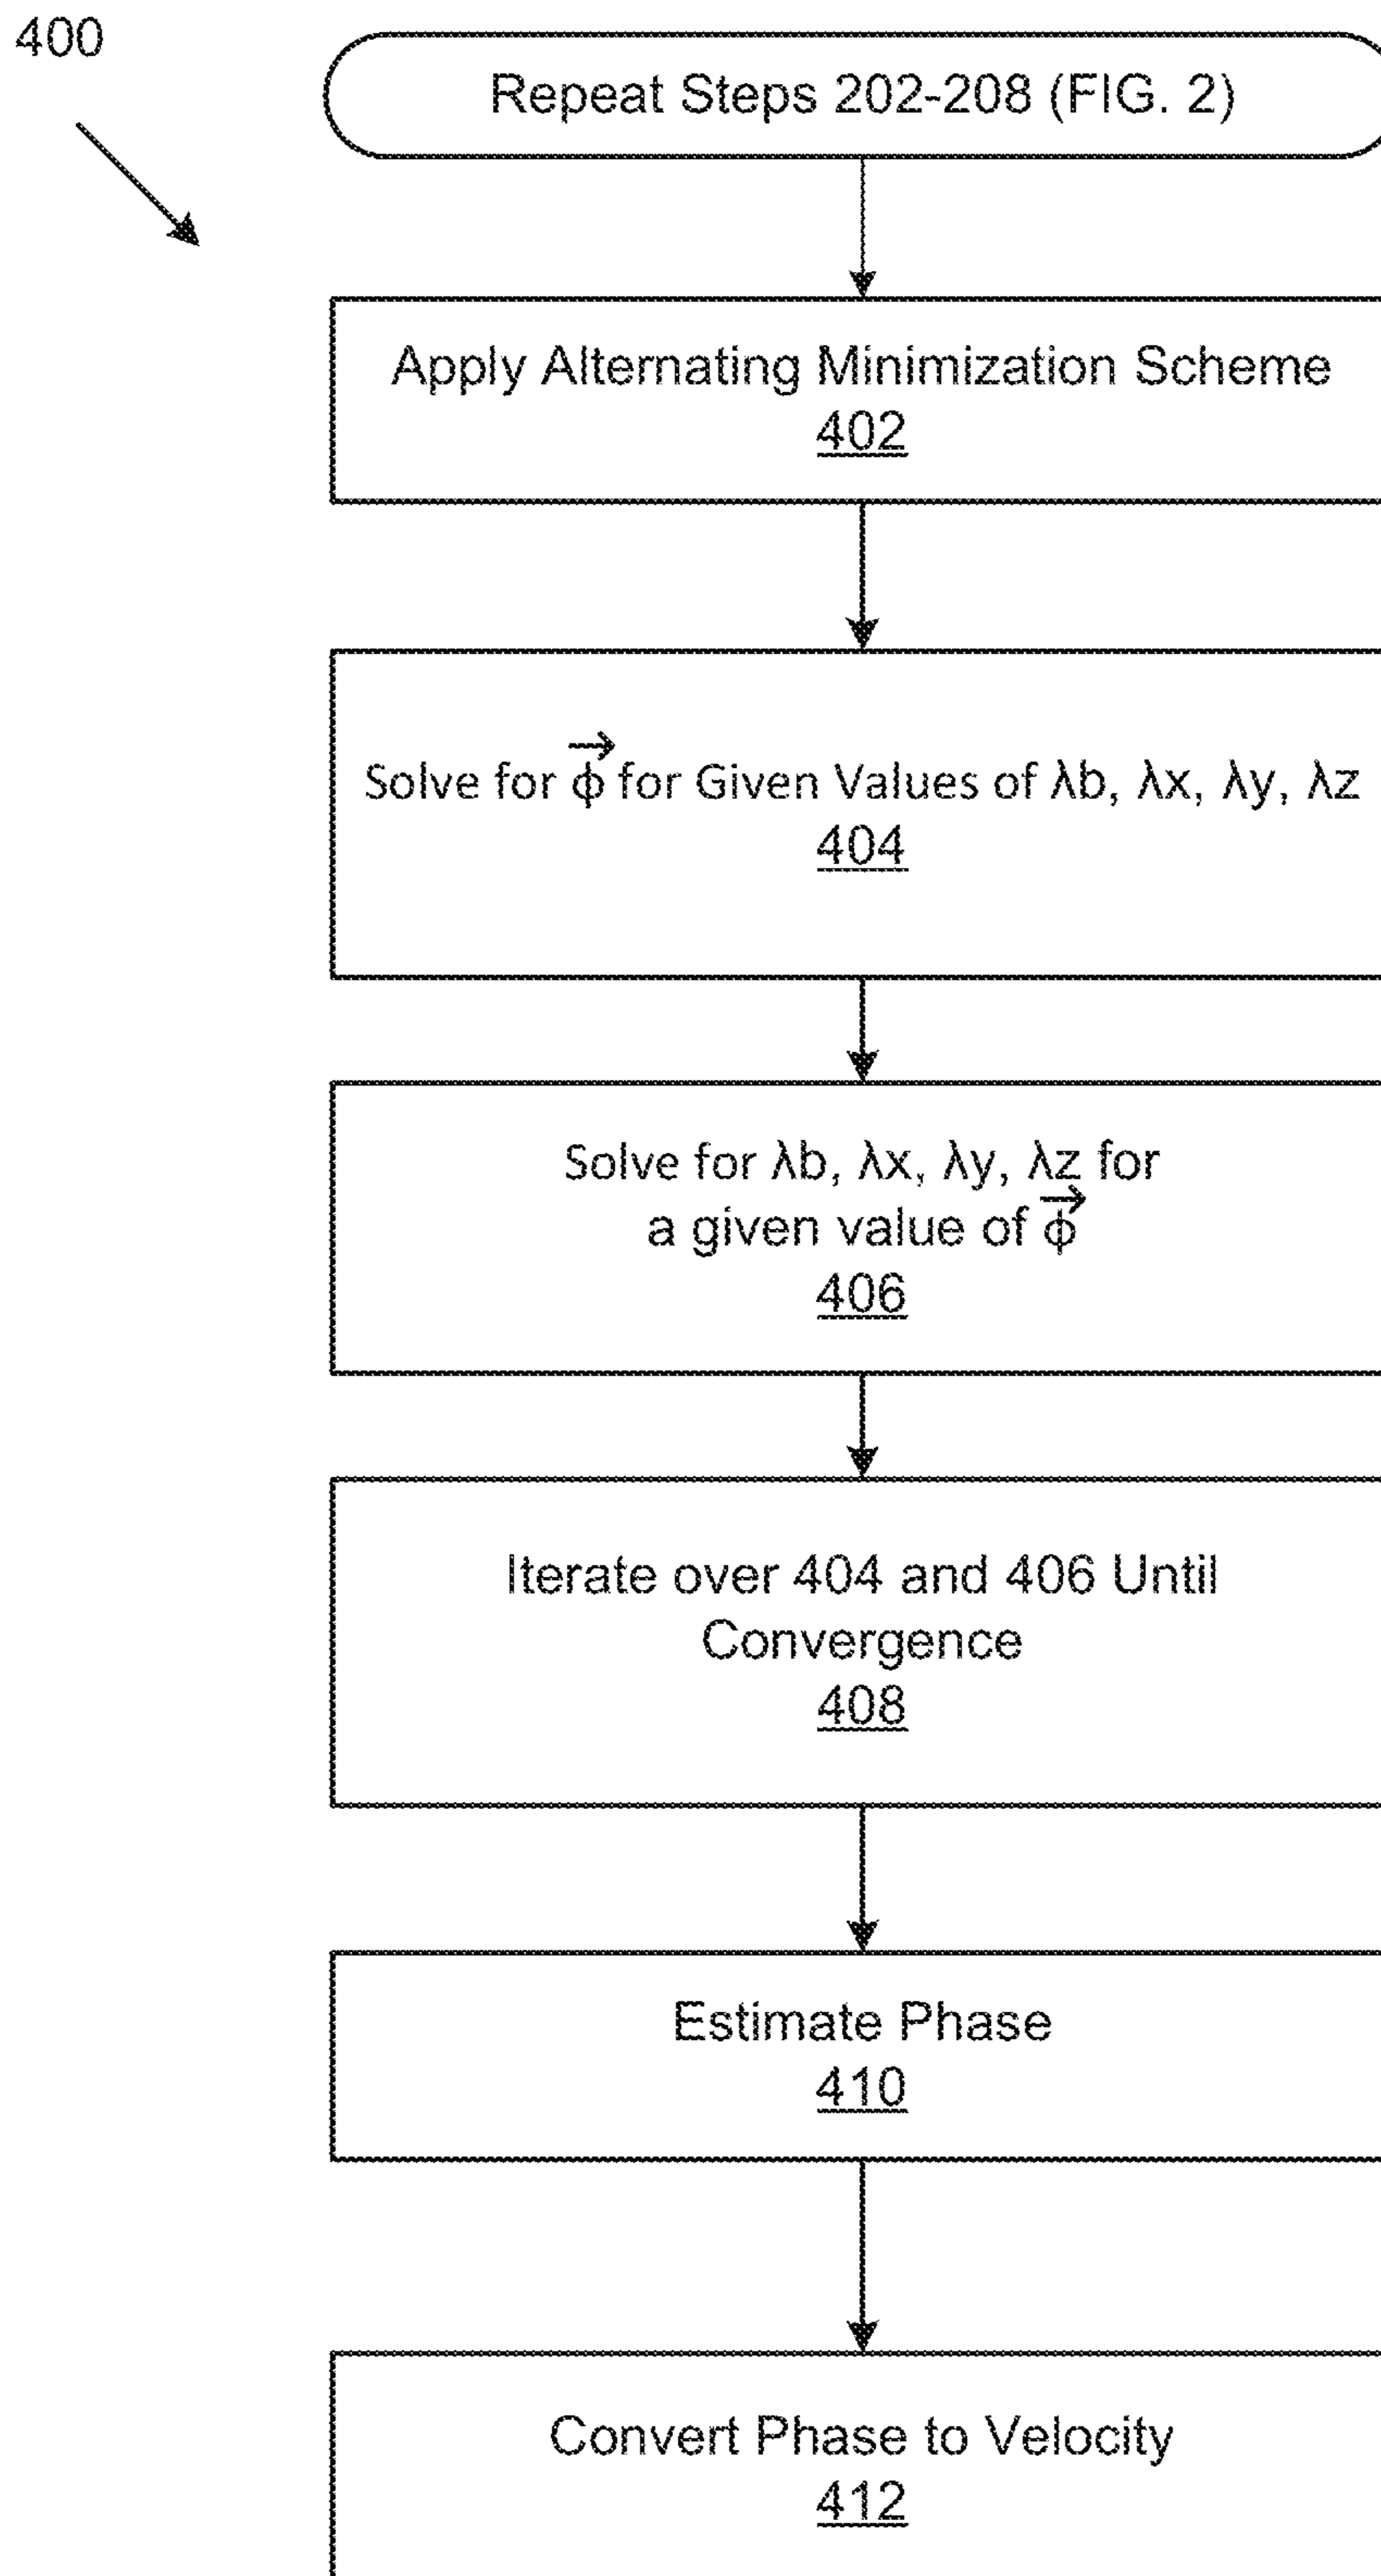 400
Repeat Steps 202-208 (FIG. 2)
Apply Alternating Minimization Scheme
402
Solve for ϕ⃗ for Given Values of λb, λx, λy, λz
404
Solve for λb, λx, λy, λz for
a given value of ϕ⃗
406
Iterate over 404 and 406 Until
Convergence
408
Estimate Phase
410
Convert Phase to Velocity
412